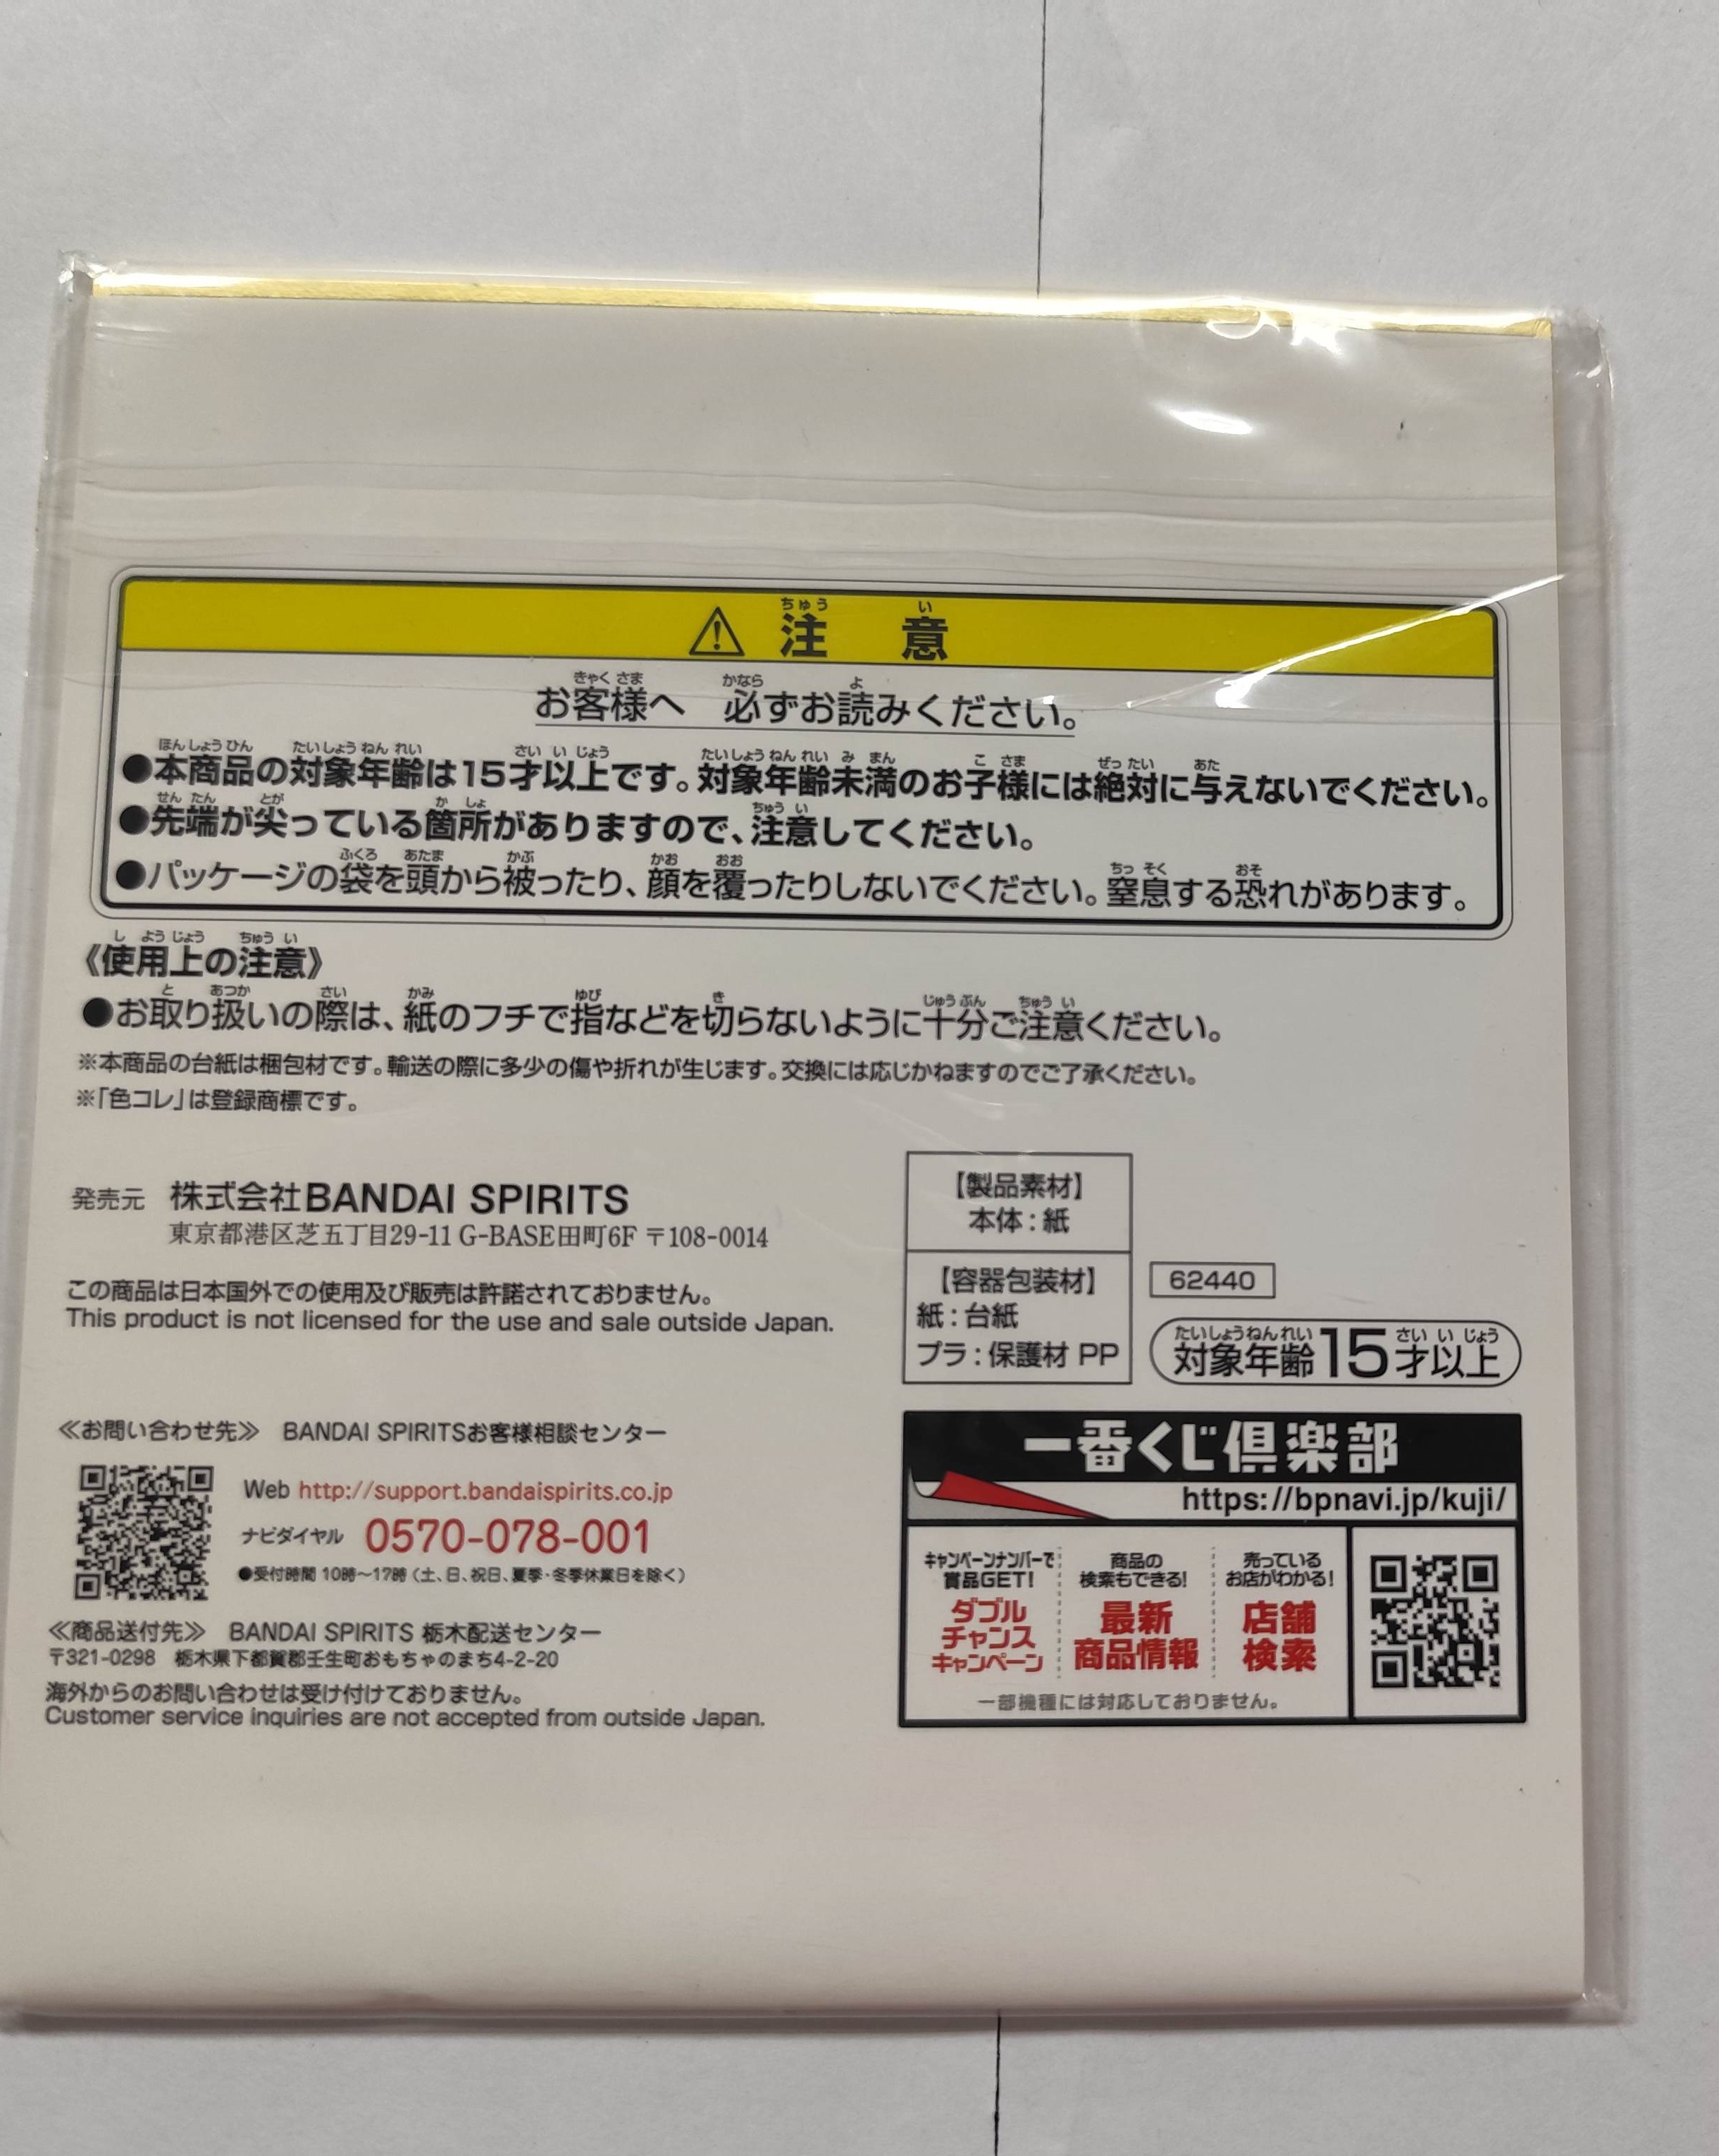 ⚠ 注意
お客様へ 必ずお読みください。
●本商品の対象年齢は15才以上です。対象年齢未満のお子様には絶対に与えないでください。
●先端が尖っている箇所がありますので、注意してください。
●パッケージの袋を頭から被ったり、顔を覆ったりしないでください。窒息する恐れがあります。
《使用上の注意》
●お取り扱いの際は、紙のフチで指などを切らないように十分ご注意ください。
※本商品の台紙は梱包材です。輸送の際に多少の傷や折れが生じます。交換には応じかねますのでご了承ください。
※「色コレ」は登録商標です。
発売元 株式会社BANDAI SPIRITS
東京都港区芝五丁目29-11 G-BASE田町6F 〒108-0014
この商品は日本国外での使用及び販売は許諾されておりません。
This product is not licensed for the use and sale outside Japan.
【製品素材】
本体:紙
【容器包装材】
紙:台紙
プラ:保護材 PP
62440
対象年齢15才以上
≪お問い合わせ先≫ BANDAI SPIRITSお客様相談センター
Web http://support.bandaispirits.co.jp
ナビダイヤル 0570-078-001
●受付時間 10時~17時(土、日、祝日、夏季・冬季休業日を除く)
≪商品送付先≫ BANDAI SPIRITS 栃木配送センター
〒321-0298 栃木県下都賀郡壬生町おもちゃのまち4-2-20
海外からのお問い合わせは受け付けておりません。
Customer service inquiries are not accepted from outside Japan.
一番くじ倶楽部
https://bpnavi.jp/kuji/
キャンペーンナンバーで
賞品GET!
ダブル
チャンス
キャンペーン
商品の
検索もできる!
最新
商品情報
売っている
お店がわかる!
店舗
検索
一部機種には対応しておりません。